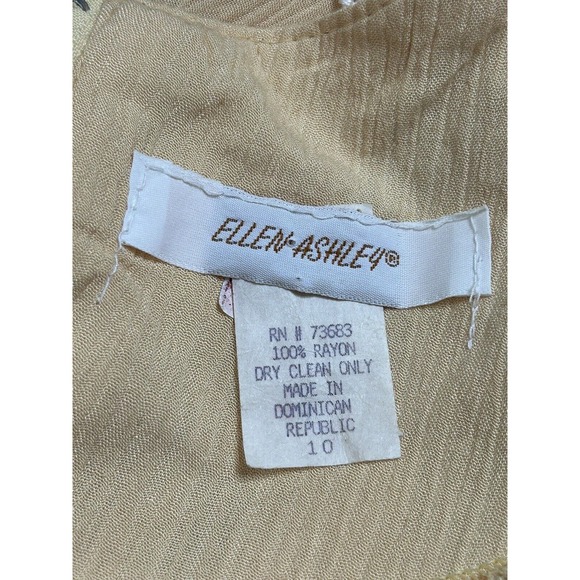 ELLEN·ASHLEY®
RN # 73683
100% RAYON
DRY CLEAN ONLY
MADE IN
DOMINICAN
REPUBLIC
10